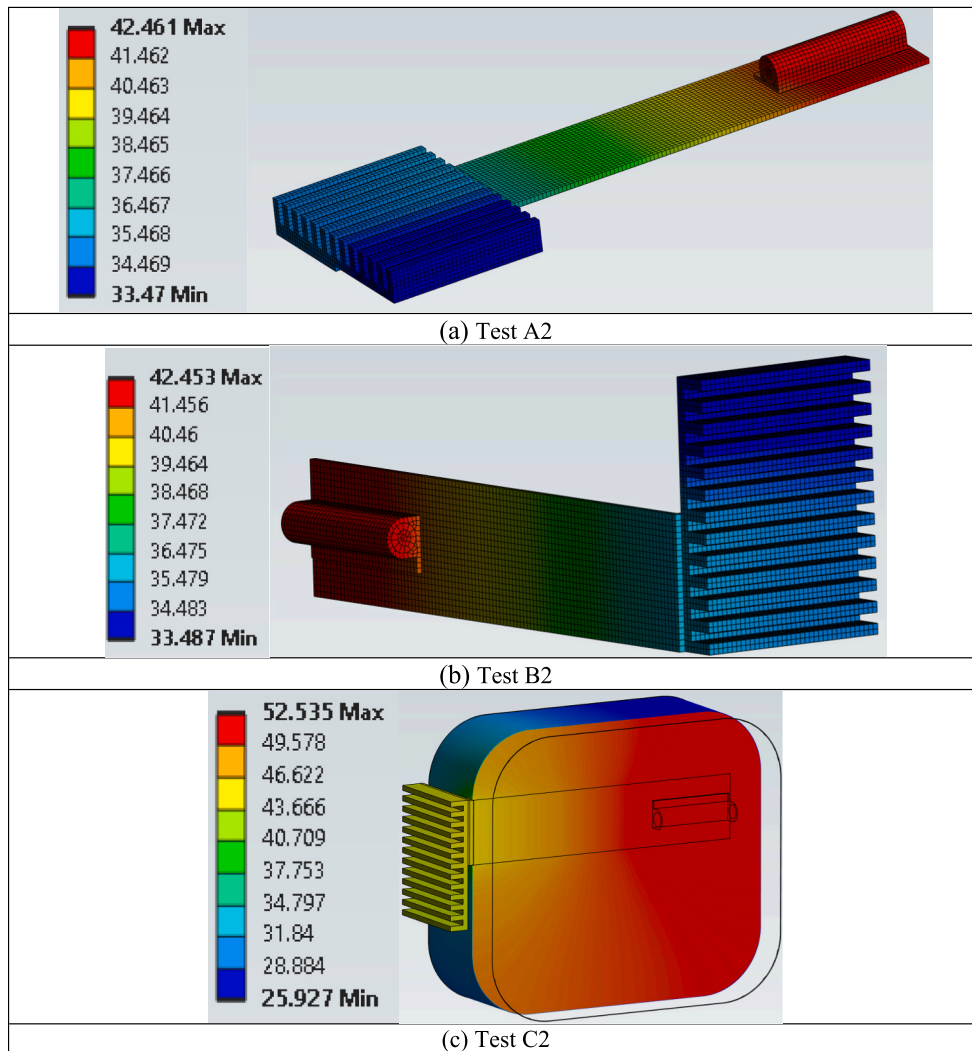 42.461 Max
41.462
40.463
39.464
38.465
37.466
36.467
35.468
34.469
33.47 Min
(a) Test A2
42.453 Max
41.456
40.46
39.464
38.468
37.472
36.475
35.479
34.483
33.487 Min
(b) Test B2
52.535 Max
49.578
46.622
43.666
40.709
37.753
34.797
31.84
28.884
25.927 Min
(c) Test C2